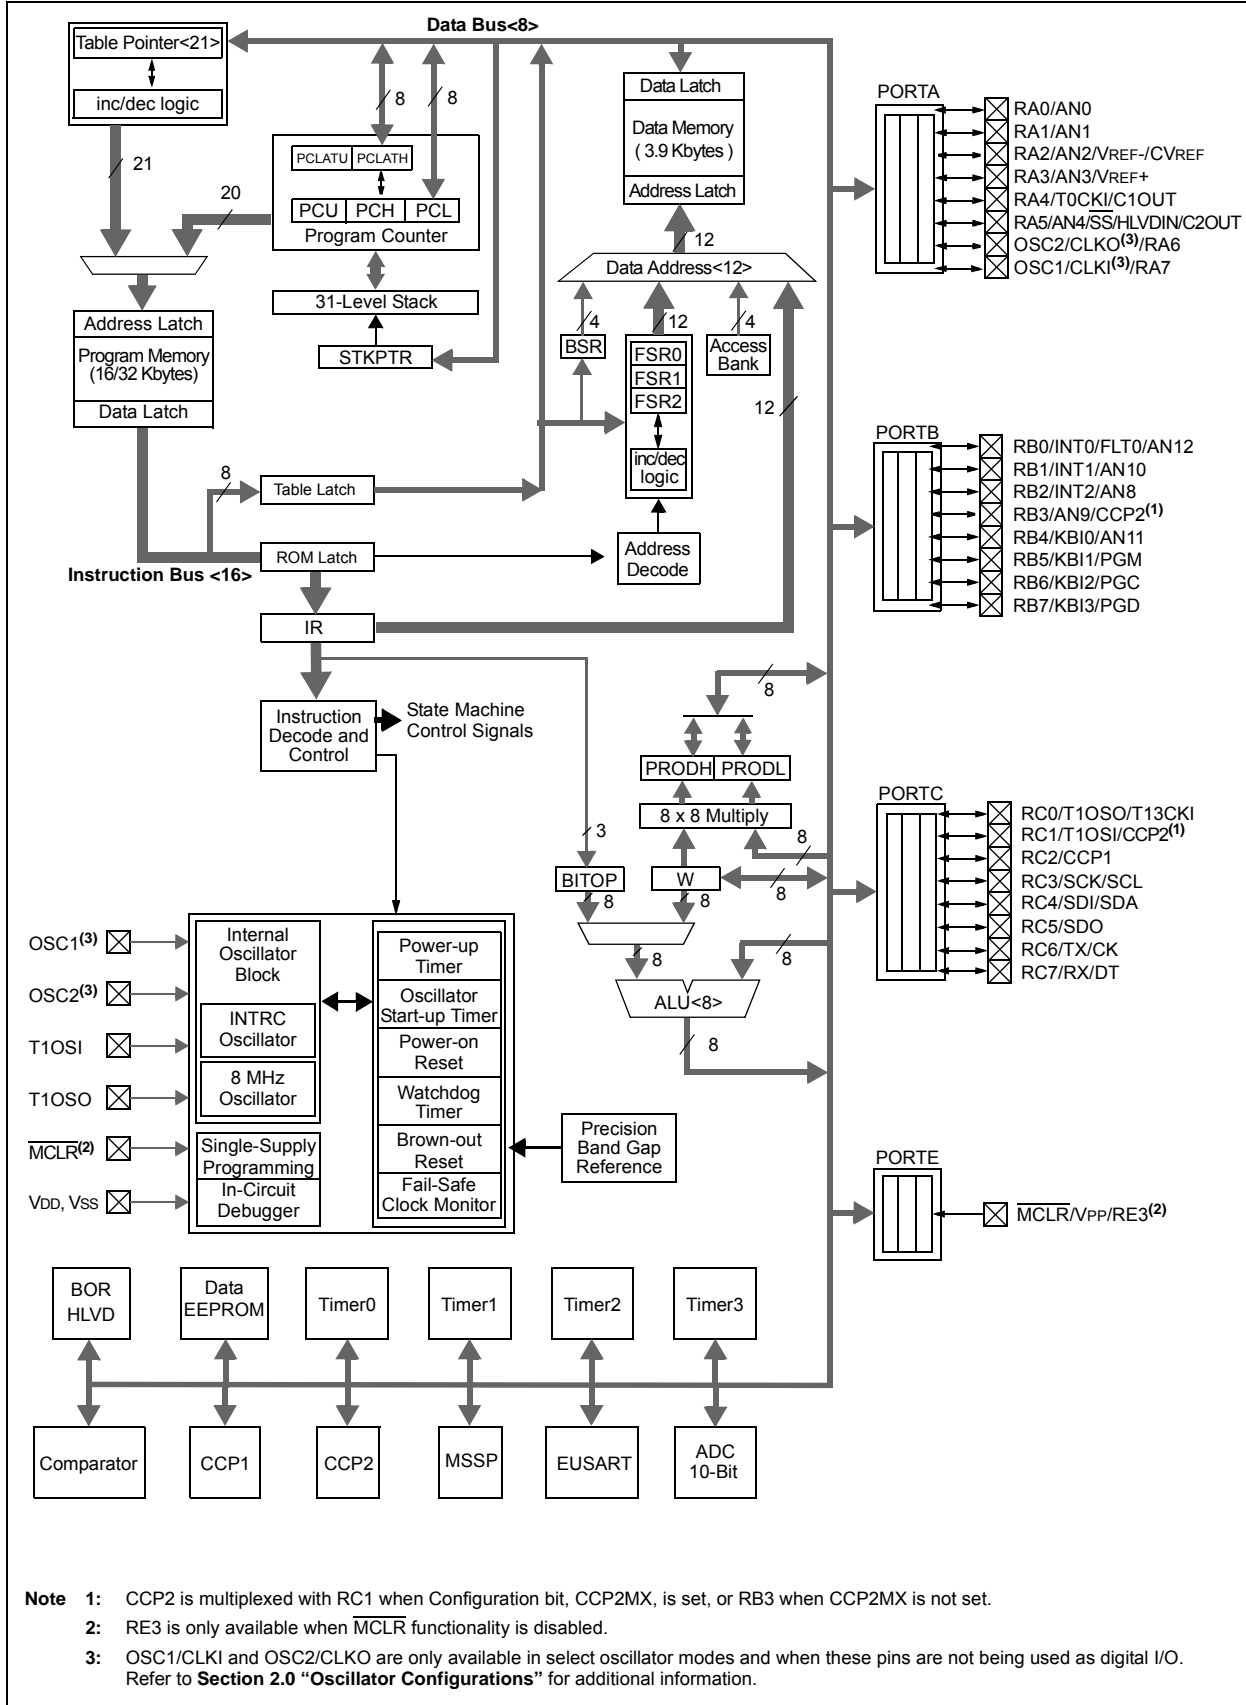 Data Bus<8>
Table Pointer<21>
inc/dec logic
21
20
8
8
PCLATU PCLATH
PCU PCH PCL
Program Counter
31-Level Stack
STKPTR
Address Latch
Program Memory
(16/32 Kbytes)
Data Latch
8
Table Latch
ROM Latch
Instruction Bus <16>
IR
Data Latch
Data Memory
( 3.9 Kbytes )
Address Latch
12
Data Address<12>
4
12
4
BSR
FSR0
FSR1
FSR2
inc/dec
logic
Access
Bank
12
Address
Decode
Instruction
Decode and
Control
State Machine
Control Signals
8
PRODH PRODL
8 x 8 Multiply
3
8
BITOP
W
8
8
8
8
8
ALU<8>
8
PORTA
RA0/AN0
RA1/AN1
RA2/AN2/VREF-/CVREF
RA3/AN3/VREF+
RA4/T0CKI/C1OUT
RA5/AN4/SS/HLVDIN/C2OUT
OSC2/CLKO(3)/RA6
OSC1/CLKI(3)/RA7
PORTB
RB0/INT0/FLT0/AN12
RB1/INT1/AN10
RB2/INT2/AN8
RB3/AN9/CCP2(1)
RB4/KBI0/AN11
RB5/KBI1/PGM
RB6/KBI2/PGC
RB7/KBI3/PGD
PORTC
RC0/T1OSO/T13CKI
RC1/T1OSI/CCP2(1)
RC2/CCP1
RC3/SCK/SCL
RC4/SDI/SDA
RC5/SDO
RC6/TX/CK
RC7/RX/DT
PORTE
MCLR/VPP/RE3(2)
OSC1(3)
OSC2(3)
T1OSI
T1OSO
MCLR(2)
VDD, VSS
Internal
Oscillator
Block
INTRC
Oscillator
8 MHz
Oscillator
Single-Supply
Programming
In-Circuit
Debugger
Power-up
Timer
Oscillator
Start-up Timer
Power-on
Reset
Watchdog
Timer
Brown-out
Reset
Fail-Safe
Clock Monitor
Precision
Band Gap
Reference
BOR
HLVD
Data
EEPROM
Timer0
Timer1
Timer2
Timer3
Comparator
CCP1
CCP2
MSSP
EUSART
ADC
10-Bit
Note 1: CCP2 is multiplexed with RC1 when Configuration bit, CCP2MX, is set, or RB3 when CCP2MX is not set.
2: RE3 is only available when MCLR functionality is disabled.
3: OSC1/CLKI and OSC2/CLKO are only available in select oscillator modes and when these pins are not being used as digital I/O.
Refer to Section 2.0 “Oscillator Configurations” for additional information.